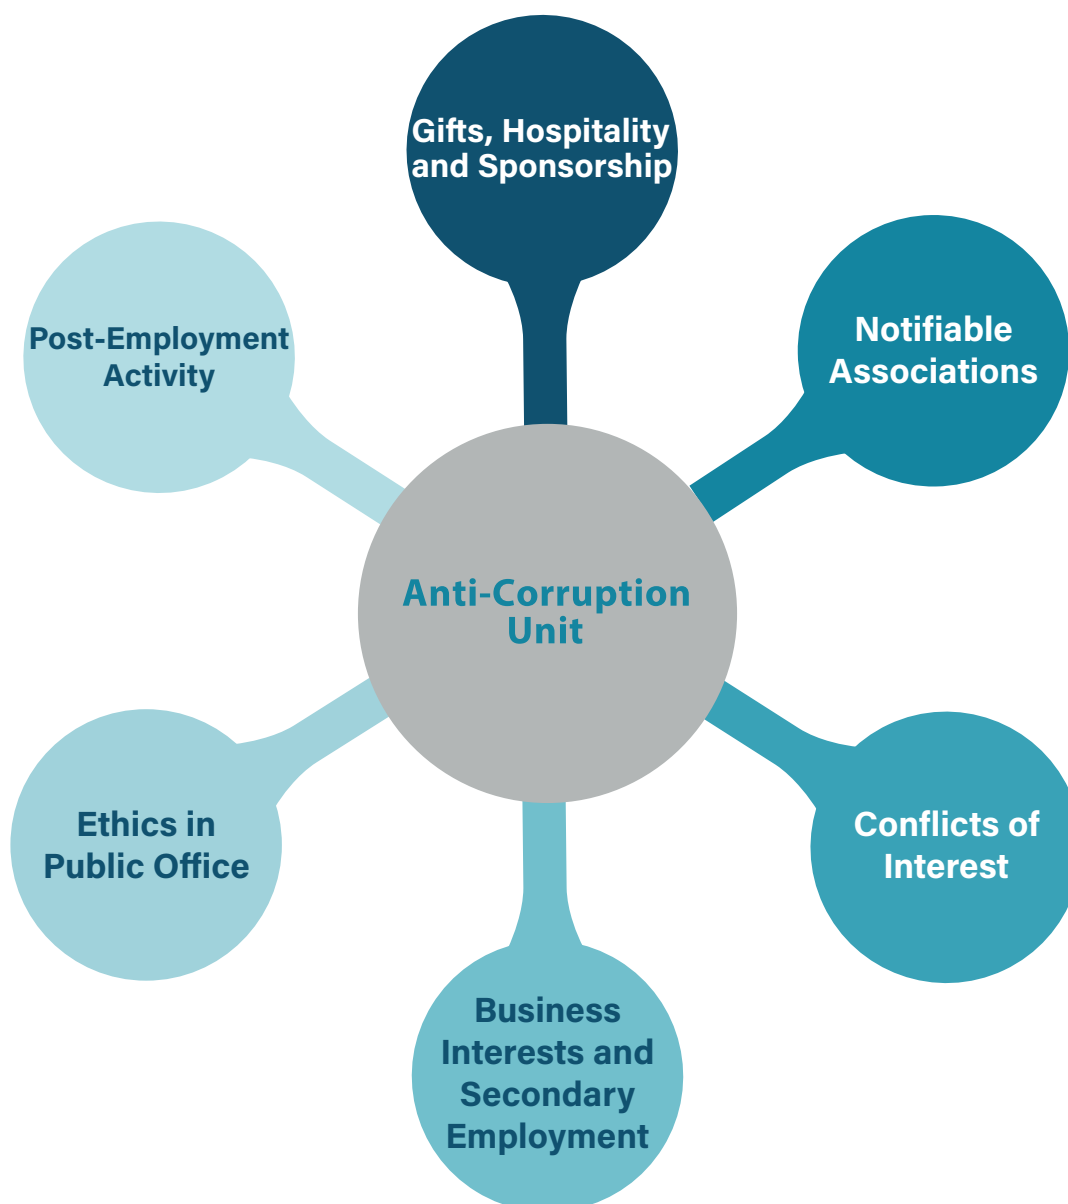 Gifts, Hospitality
and Sponsorship
Notifiable
Associations
Post-Employment
Activity
Anti-Corruption
Unit
Ethics in
Public Office
Conflicts of
Interest
Business
Interests and
Secondary
Employment